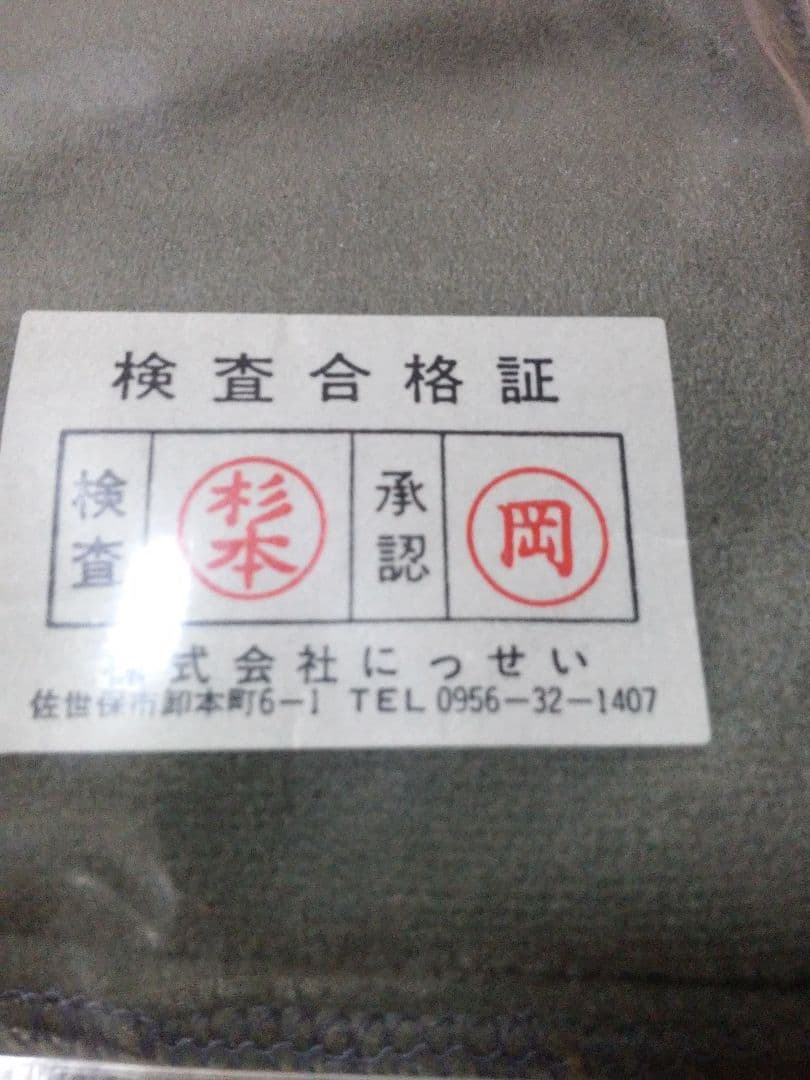 検査合格証
検査 杉本 承認 岡
株式会社にっせい
佐世保市卸本町6-1 TEL 0956-32-1407